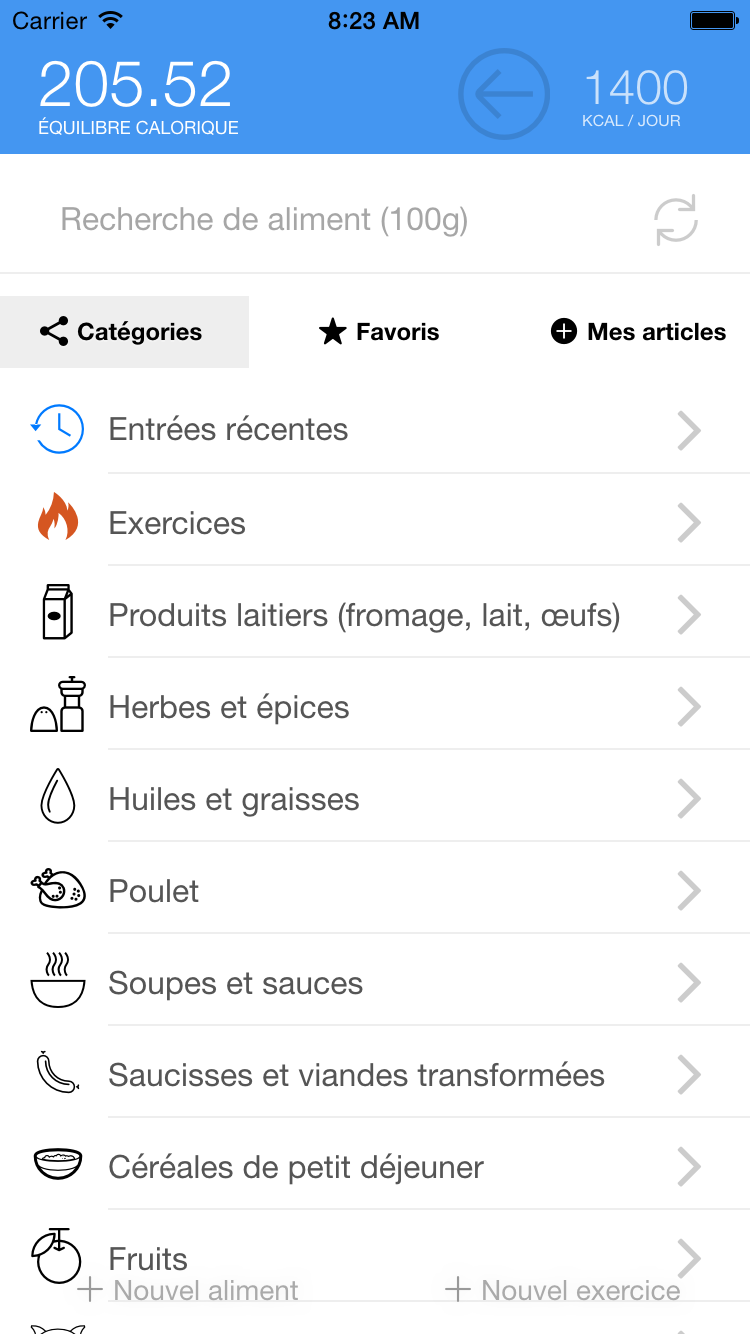 Carrier 8:23 AM
205.52
ÉQUILIBRE CALORIQUE
1400
KCAL / JOUR
Recherche de aliment (100g)
Catégories Favoris Mes articles
Entrées récentes
Exercices
Produits laitiers (fromage, lait, œufs)
Herbes et épices
Huiles et graisses
Poulet
Soupes et sauces
Saucisses et viandes transformées
Céréales de petit déjeuner
Fruits
Nouvel aliment Nouvel exercice